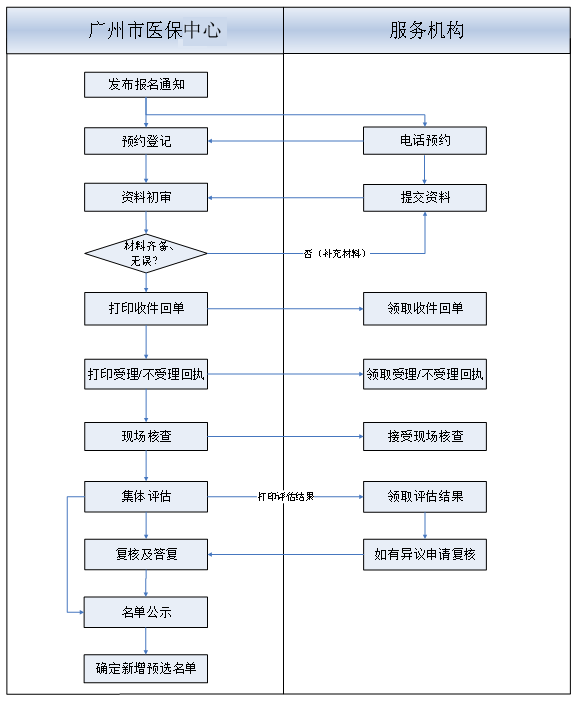 广州市医保中心
服务机构
发布报名通知
预约登记
电话预约
资料初审
提交资料
材料齐备、
无误?
否（补充材料）
打印收件回单
领取收件回单
打印受理/不受理回执
领取受理/不受理回执
现场核查
接受现场核查
集体评估
打印评估结果
领取评估结果
复核及答复
如有异议申请复核
名单公示
确定新增预选名单